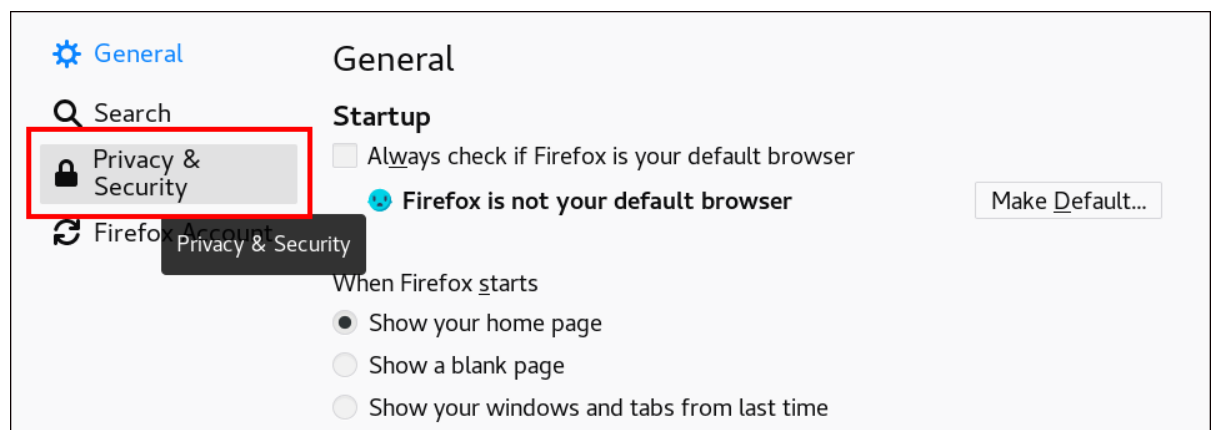 General
Search
Privacy &
Security
Firefox Account
Privacy & Security
General
Startup
Always check if Firefox is your default browser
Firefox is not your default browser
Make Default...
When Firefox starts
Show your home page
Show a blank page
Show your windows and tabs from last time